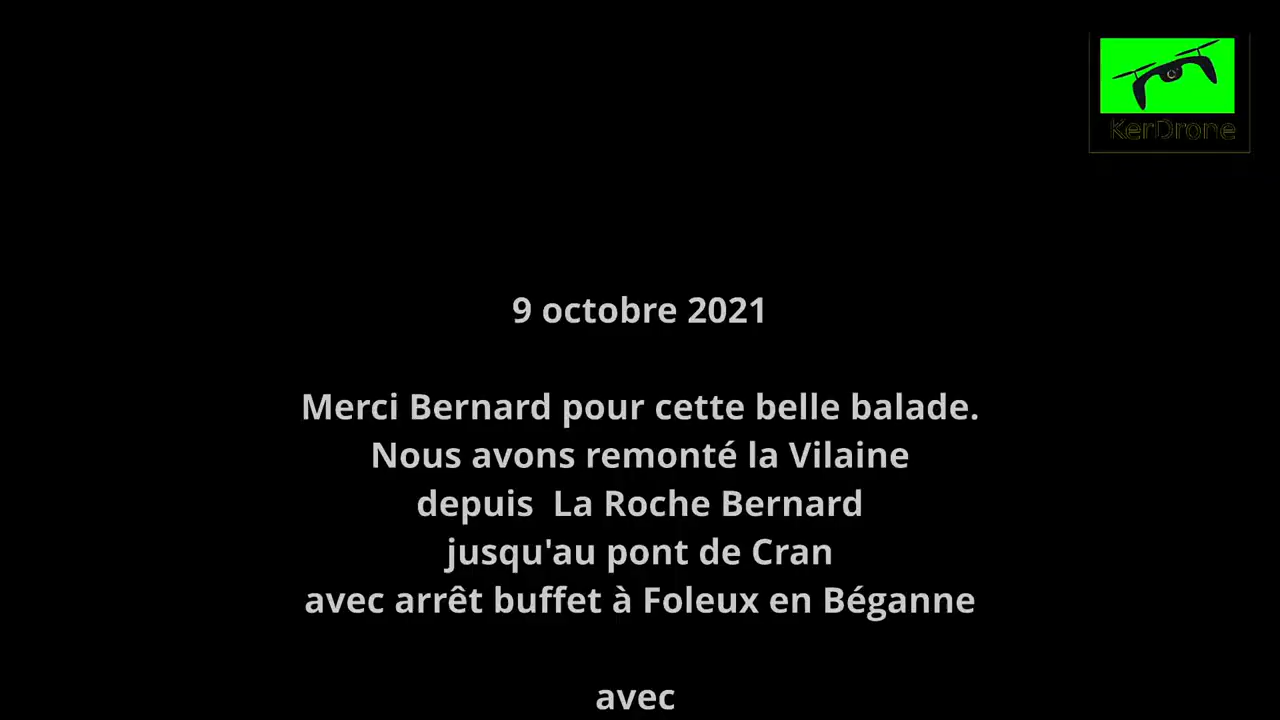 KerDrone
9 octobre 2021
Merci Bernard pour cette belle balade.
Nous avons remonté la Vilaine
depuis  La Roche Bernard
jusqu'au pont de Cran
avec arrêt buffet à Foleux en Béganne
avec